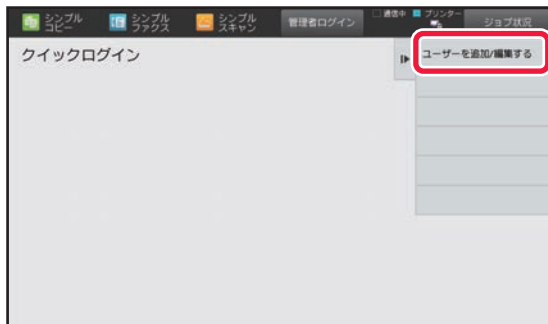 シンプル
コピー
シンプル
ファクス
シンプル
スキャン
管理者ログイン
通信中
プリンター
ジョブ状況
クイックログイン
ユーザーを追加/編集する